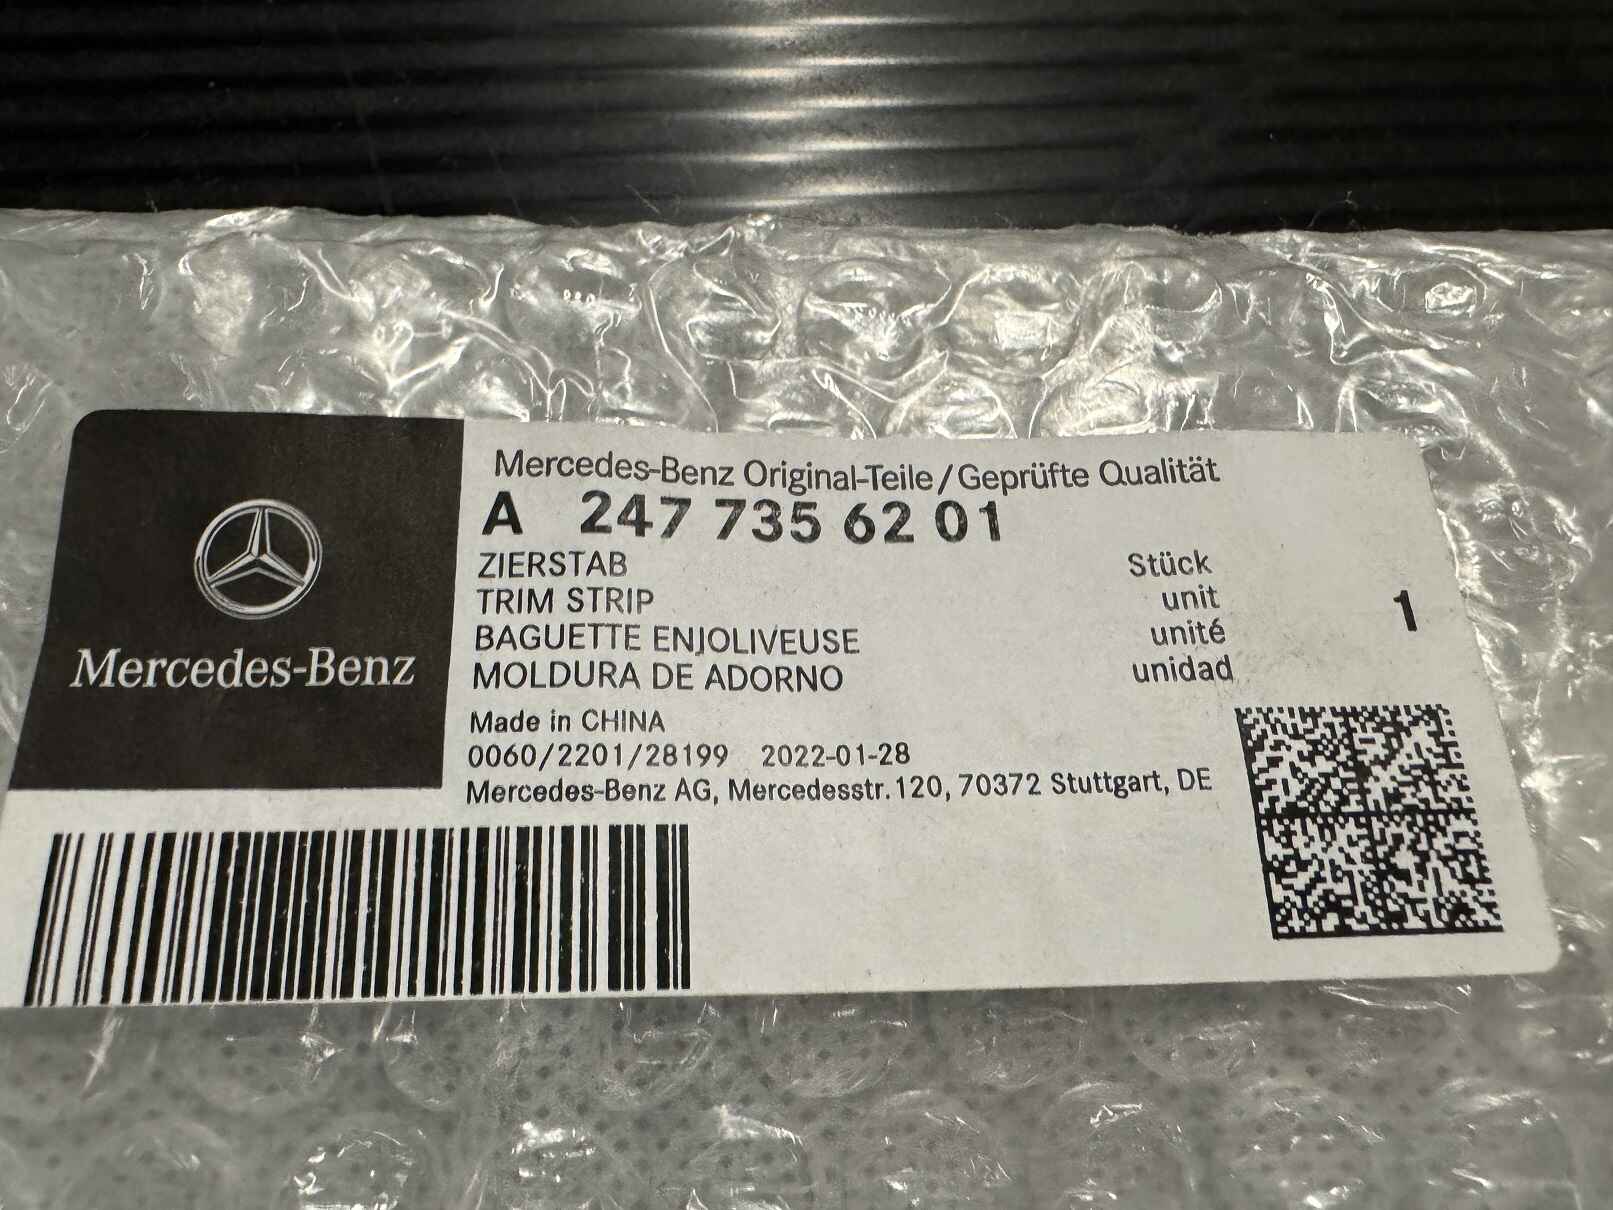 Mercedes-Benz Original-Teile/Geprüfte Qualität
A 247 735 62 01
ZIERSTAB
TRIM STRIP
BAGUETTE ENJOLIVEUSE
MOLDURA DE ADORNO
Stück
unit
unité
unidad
1
Mercedes-Benz
Made in CHINA
0060/2201/28199 2022-01-28
Mercedes-Benz AG, Mercedesstr. 120, 70372 Stuttgart, DE